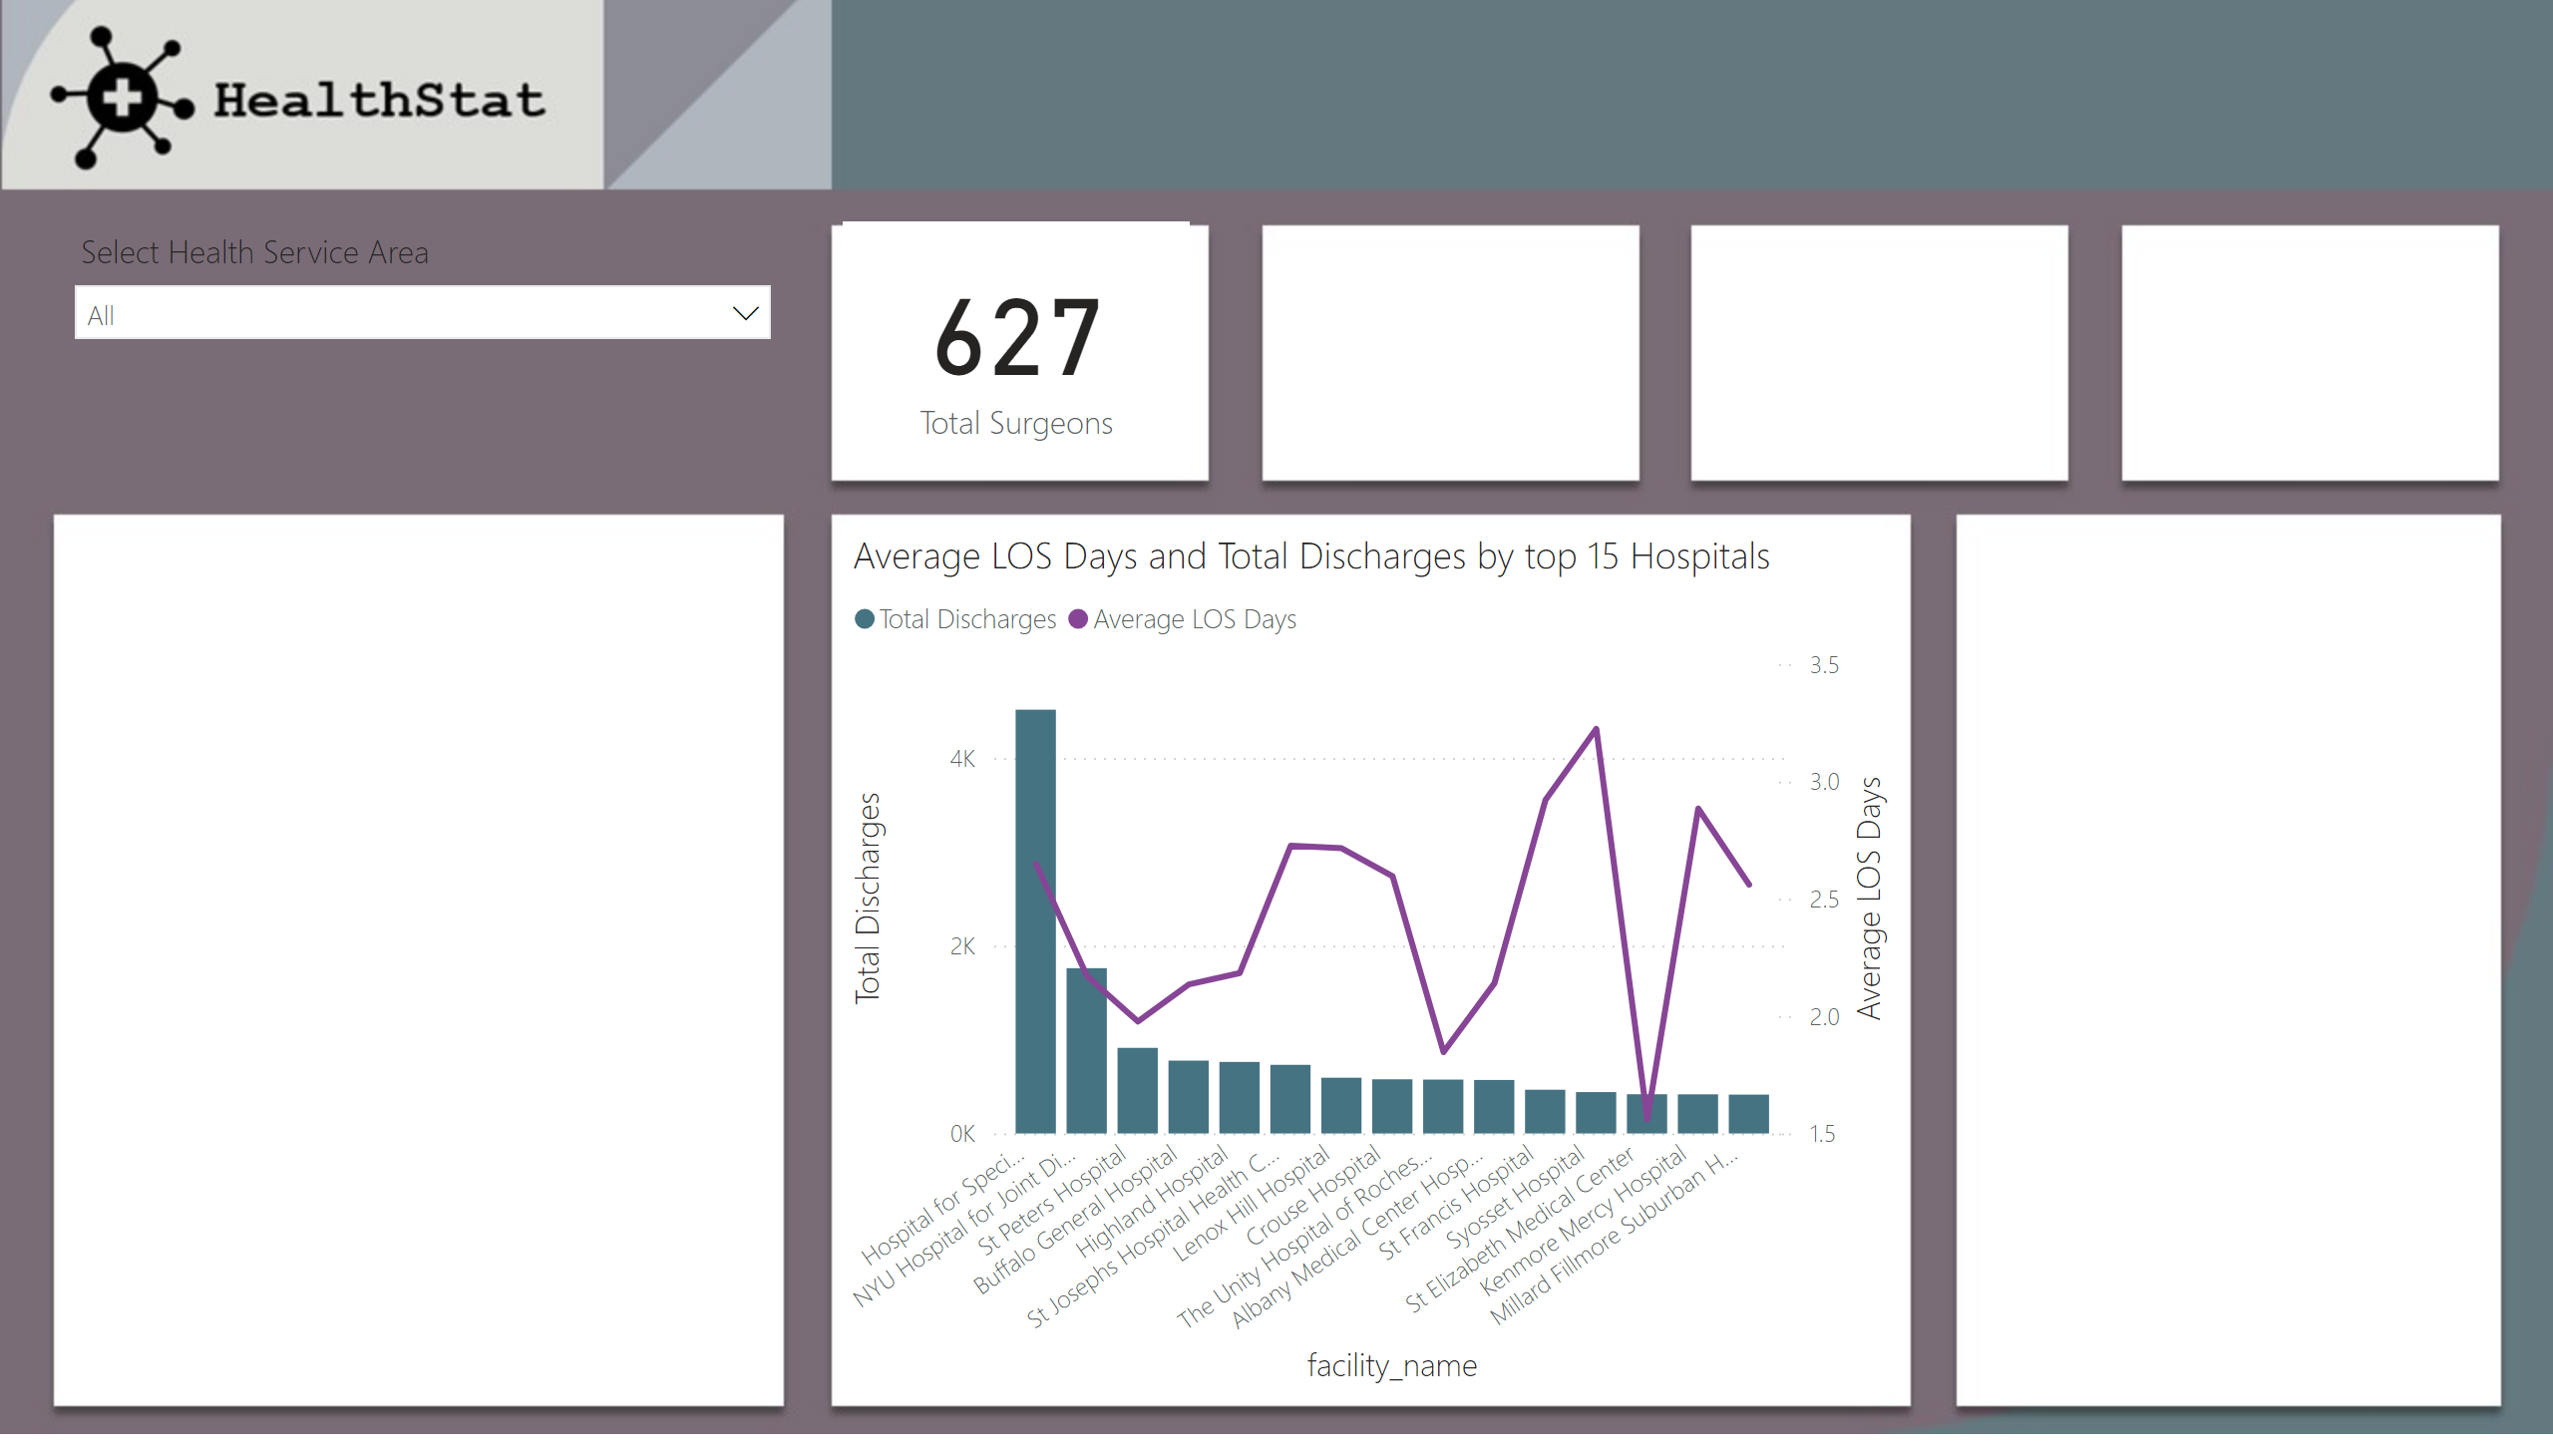 HealthStat
Select Health Service Area
All
627
Total Surgeons
Average LOS Days and Total Discharges by top 15 Hospitals
Total Discharges Average LOS Days
Total Discharges
4K
2K
0K
3.5
3.0
2.5
2.0
1.5
Average LOS Days
Hospital for Speci...
NYU Hospital for Joint Di...
St Peters Hospital
Buffalo General Hospital
Highland Hospital
St Josephs Hospital Health C...
Lenox Hill Hospital
Crouse Hospital
The Unity Hospital of Roches...
Albany Medical Center Hosp...
St Francis Hospital
Syosset Hospital
St Elizabeth Medical Center
Kenmore Mercy Hospital
Millard Fillmore Suburban H...
facility_name